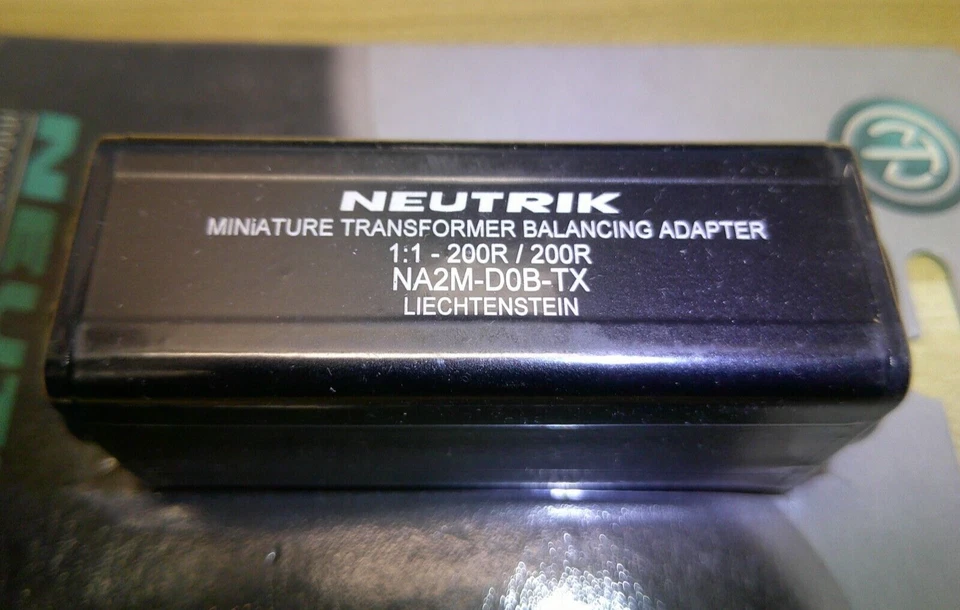 NEUTRIK
MINiATURE TRANSFORMER BALANCING ADAPTER
1:1 - 200R / 200R
NA2M-D0B-TX
LIECHTENSTEIN